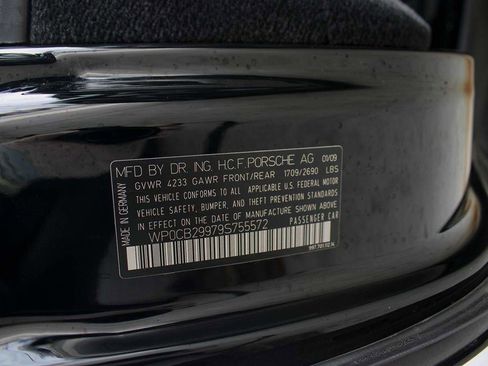 MADE IN GERMANY
MFD BY DR. ING. H.C.F. PORSCHE AG 01/09
GVWR 4233 GAWR FRONT/REAR 1709/2690 LBS
THIS VEHICLE CONFORMS TO ALL APPLICABLE U.S. FEDERAL MOTOR
VEHICLE SAFETY, BUMPER, AND THEFT PREVENTION STANDARDS
IN EFFECT ON THE DATE OF MANUFACTURE SHOWN ABOVE.
WP0CB29979S755572 PASSENGER CAR